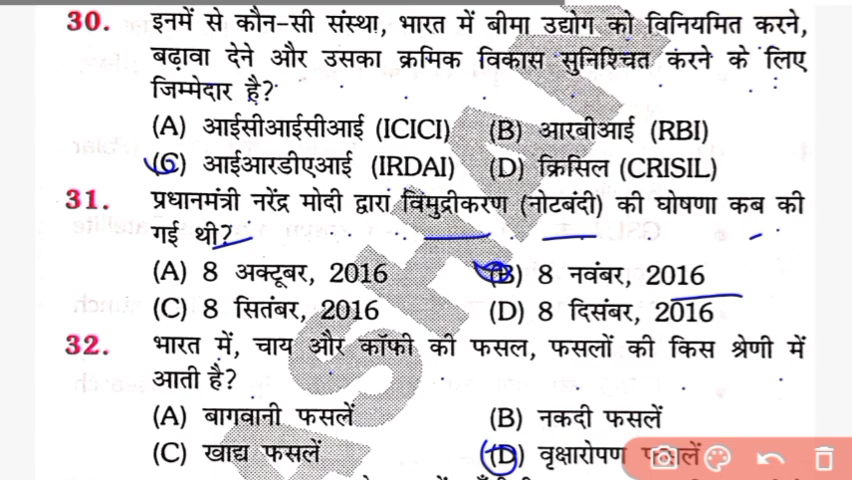 30. इनमें से कौन-सी संस्था, भारत में बीमा उद्योग को विनियमित करने,
बढ़ावा देने और उसका क्रमिक विकास सुनिश्चित करने के लिए
जिम्मेदार है?
(A) आईसीआईसीआई (ICICI) (B) आरबीआई (RBI)
(C) आईआरडीएआई (IRDAI) (D) क्रिसिल (CRISIL)
31. प्रधानमंत्री नरेंद्र मोदी द्वारा विमुद्रीकरण (नोटबंदी) की घोषणा कब की
गई थी?
(A) 8 अक्टूबर, 2016 (B) 8 नवंबर, 2016
(C) 8 सितंबर, 2016 (D) 8 दिसंबर, 2016
32. भारत में, चाय और कॉफी की फसल, फसलों की किस श्रेणी में
आती है?
(A) बागवानी फसलें (B) नकदी फसलें
(C) खाद्य फसलें (D) वृक्षारोपण फसलें